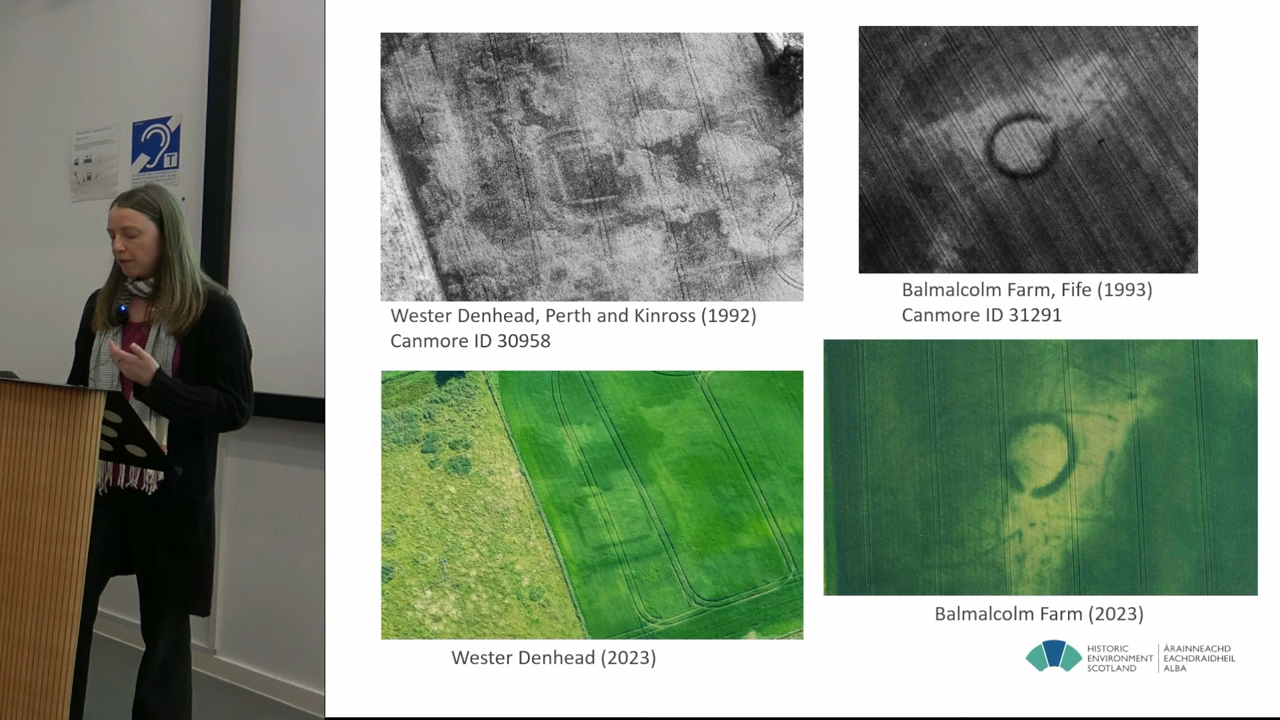 T
Wester Denhead, Perth and Kinross (1992)
Canmore ID 30958
Balmalcolm Farm, Fife (1993)
Canmore ID 31291
Wester Denhead (2023)
Balmalcolm Farm (2023)
HISTORIC
ENVIRONMENT
SCOTLAND
ÀRAINNEACHD
EACHDRAIDHEIL
ALBA